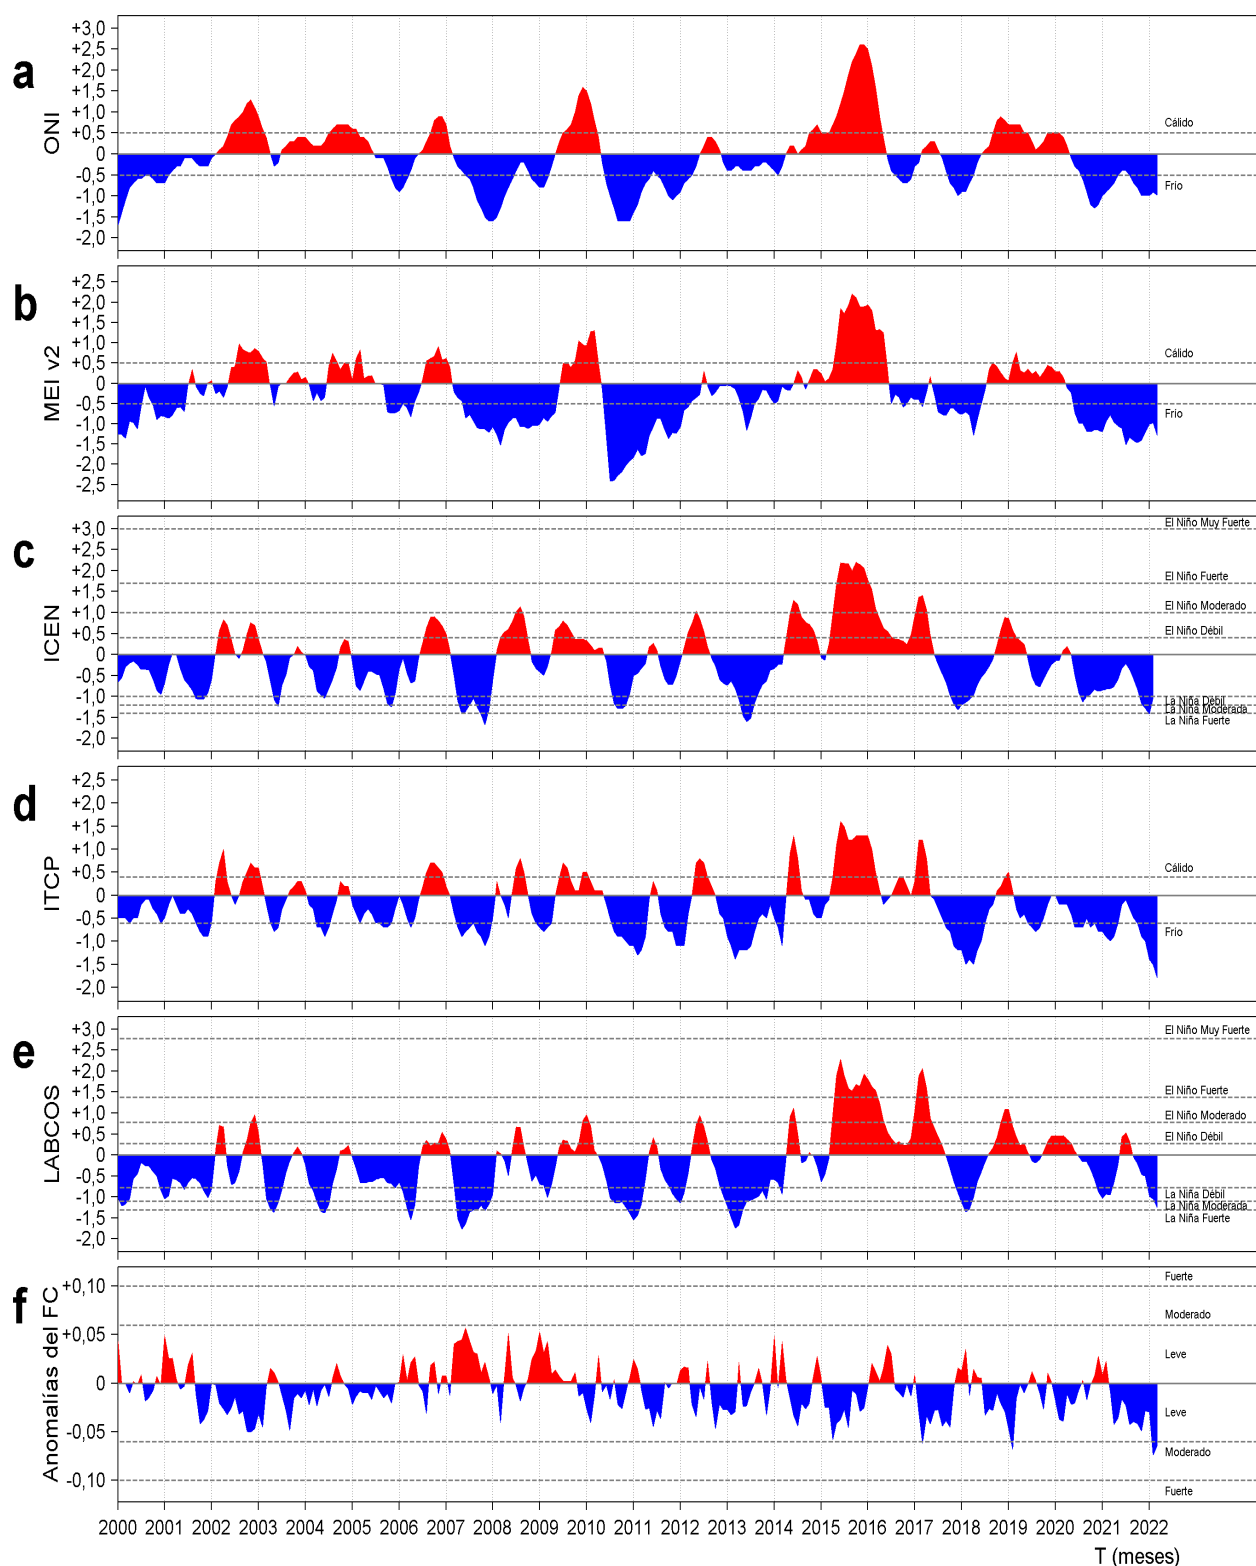 a
ONI
+3,0
+2,5
+2,0
+1,5
+1,0
+0,5
0
-0,5
-1,0
-1,5
-2,0
Cálido
Frio
b
MEI v2
+2,5
+2,0
+1,5
+1,0
+0,5
0
-0,5
-1,0
-1,5
-2,0
-2,5
Cálido
Frio
c
ICEN
+3,0
+2,5
+2,0
+1,5
+1,0
+0,5
0
-0,5
-1,0
-1,5
-2,0
El Niño Muy Fuerte
El Niño Fuerte
El Niño Moderado
El Niño Débil
La Niña Débil
La Niña Moderada
La Niña Fuerte
d
ITCP
+2,5
+2,0
+1,5
+1,0
+0,5
0
-0,5
-1,0
-1,5
-2,0
Cálido
Frio
e
LABCOS
+3,0
+2,5
+2,0
+1,5
+1,0
+0,5
0
-0,5
-1,0
-1,5
-2,0
El Niño Muy Fuerte
El Niño Fuerte
El Niño Moderado
El Niño Débil
La Niña Débil
La Niña Moderada
La Niña Fuerte
f
Anomalías del FC
+0,10
+0,05
0
-0,05
-0,10
Fuerte
Moderado
Leve
Leve
Moderado
Fuerte
2000 2001 2002 2003 2004 2005 2006 2007 2008 2009 2010 2011 2012 2013 2014 2015 2016 2017 2018 2019 2020 2021 2022
T (meses)